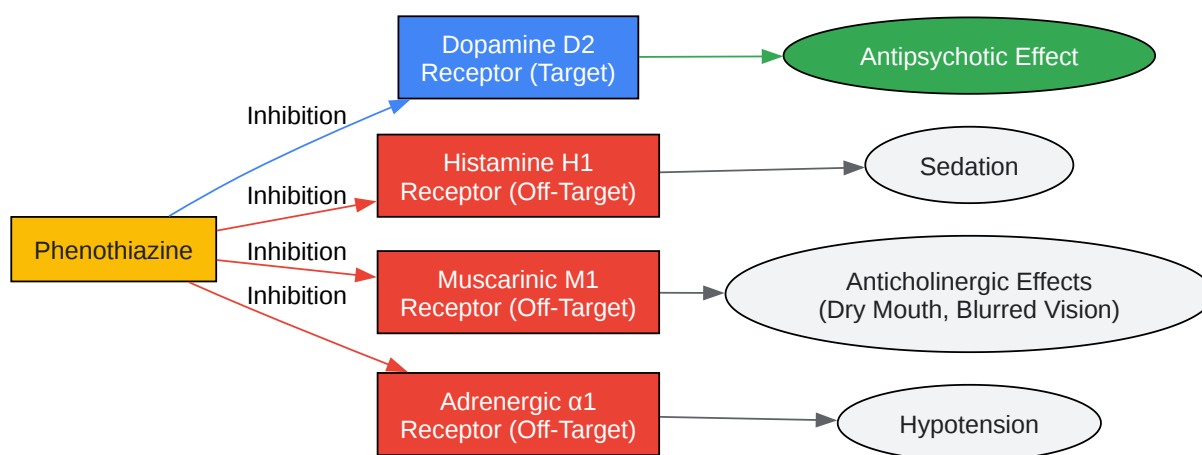 Dopamine D2
Receptor (Target)
Antipsychotic Effect
Inhibition
Histamine H1
Receptor (Off-Target)
Sedation
Inhibition
Phenothiazine
Inhibition
Muscarinic M1
Receptor (Off-Target)
Anticholinergic Effects
(Dry Mouth, Blurred Vision)
Inhibition
Adrenergic α1
Receptor (Off-Target)
Hypotension